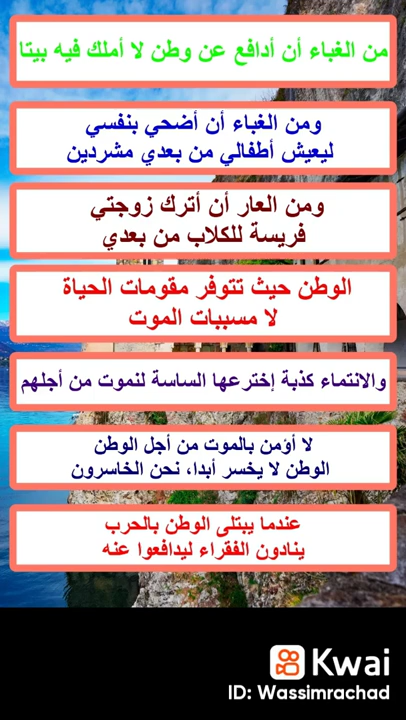 من الغباء أن أدافع عن وطن لا أملك فيه بيتا
ومن الغباء أن أضحي بنفسي
ليعيش أطفالي من بعدي مشردين
ومن العار أن أترك زوجتي
فريسة للكلاب من بعدي
الوطن حيث تتوفر مقومات الحياة
لا مسببات الموت
والانتماء كذبة إخترعها الساسة لنموت من أجلهم
لا أؤمن بالموت من أجل الوطن
الوطن لا يخسر أبدا، نحن الخاسرون
عندما يبتلى الوطن بالحرب
ينادون الفقراء ليدافعوا عنه
Kwai
ID: Wassimrachad